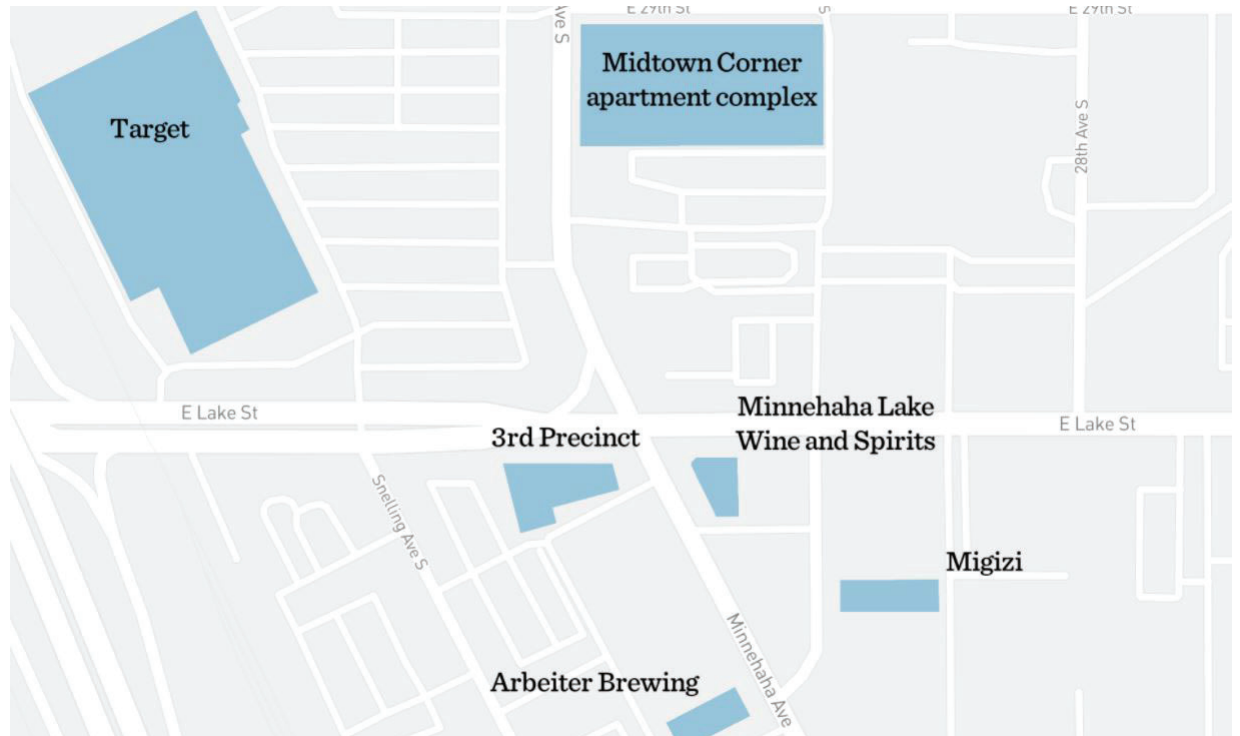 E 29th St
E 29th St
Ave S
S
Midtown Corner
apartment complex
Target
28th Ave S
Minnehaha Lake
Wine and Spirits
E Lake St
E Lake St
3rd Precinct
Snelling Ave S
Migizi
Minnehaha Ave
Arbeiter Brewing